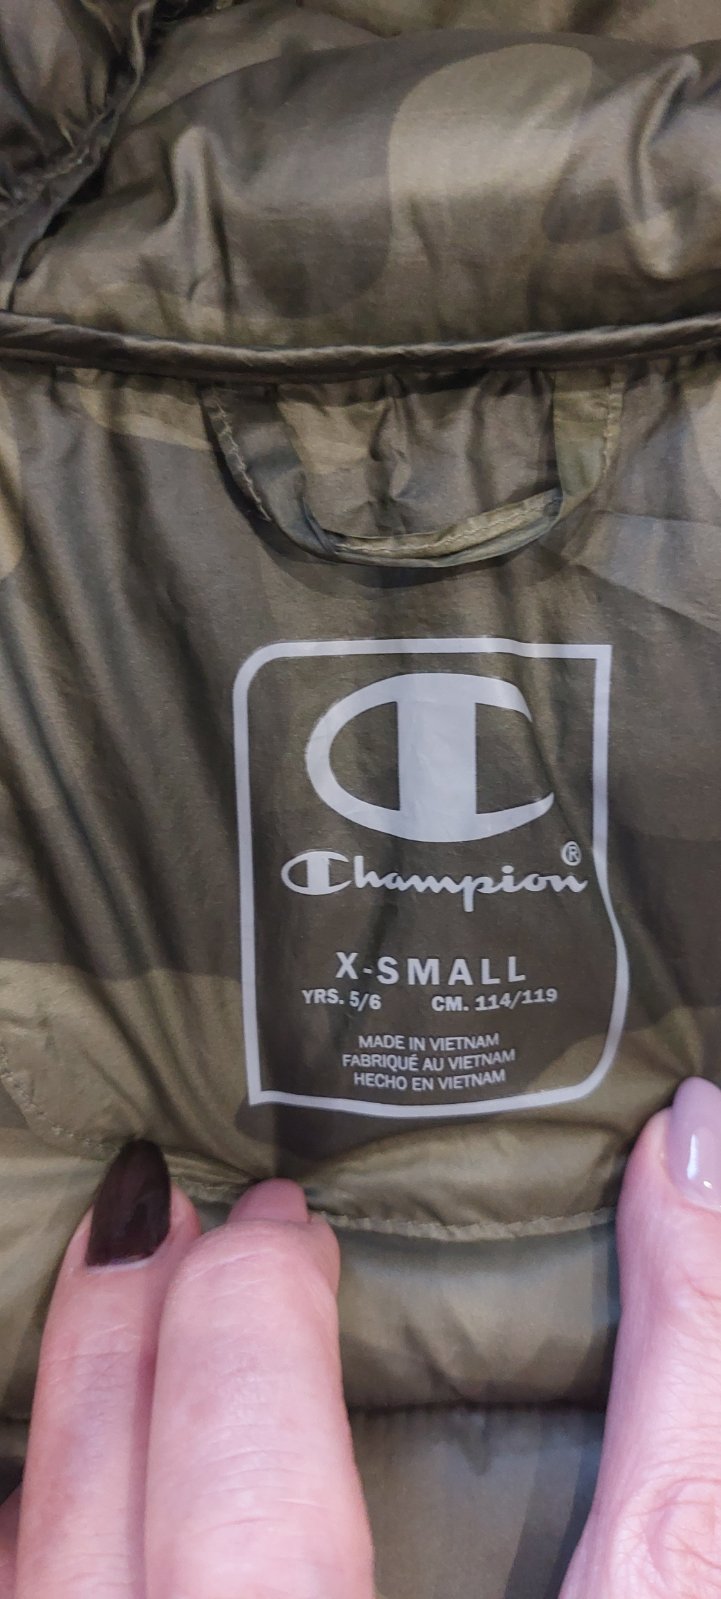 Champion®
X-SMALL
YRS. 5/6 CM. 114/119
MADE IN VIETNAM
FABRIQUÉ AU VIETNAM
HECHO EN VIETNAM